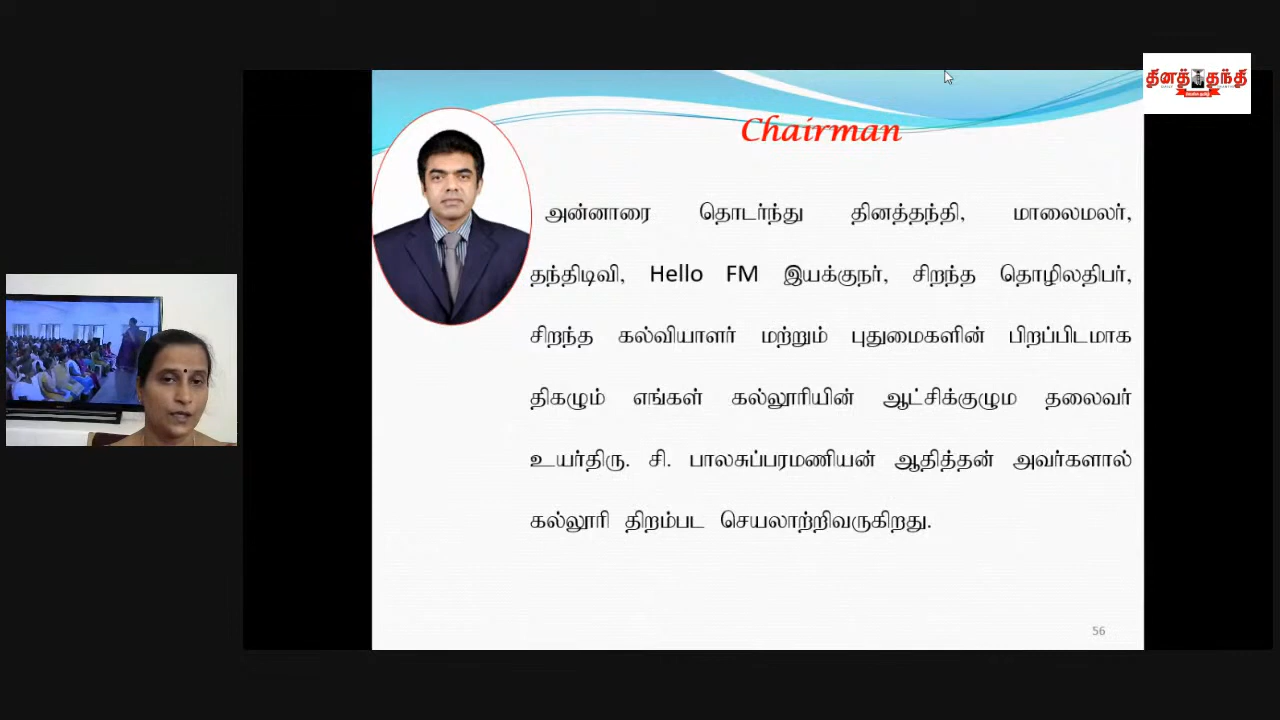 தினத் தந்தி
Chairman
அன்னாரை தொடர்ந்து தினத்தந்தி, மாலைமலர்,
தந்திடிவி, Hello FM இயக்குநர், சிறந்த தொழிலதிபர்,
சிறந்த கல்வியாளர் மற்றும் புதுமைகளின் பிறப்பிடமாக
திகழும் எங்கள் கல்லூரியின் ஆட்சிக்குழும தலைவர்
உயர்திரு. சி. பாலசுப்பரமணியன் ஆதித்தன் அவர்களால்
கல்லூரி திறம்பட செயலாற்றிவருகிறது.
56